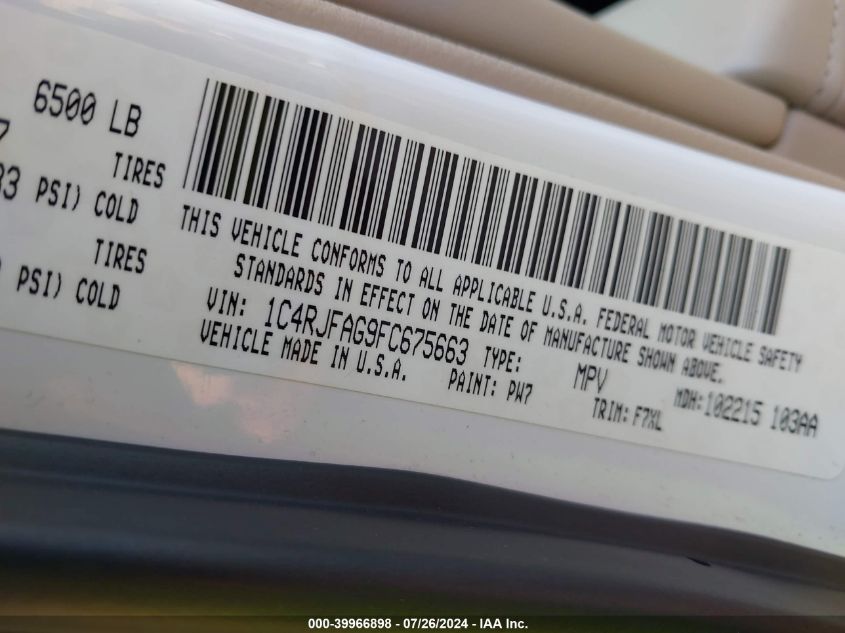 6500 LB
7
TIRES
33 PSI) COLD
TIRES
PSI) COLD
THIS VEHICLE CONFORMS TO ALL APPLICABLE U.S.A. FEDERAL MOTOR VEHICLE SAFETY
STANDARDS IN EFFECT ON THE DATE OF MANUFACTURE SHOWN ABOVE.
VIN: 1C4RJFAG9FC675663 TYPE: MPV MDH: 102215 103AA
VEHICLE MADE IN U.S.A. PAINT: PW7 TRIM: F7XL
000-39966898 - 07/26/2024 - IAA Inc.